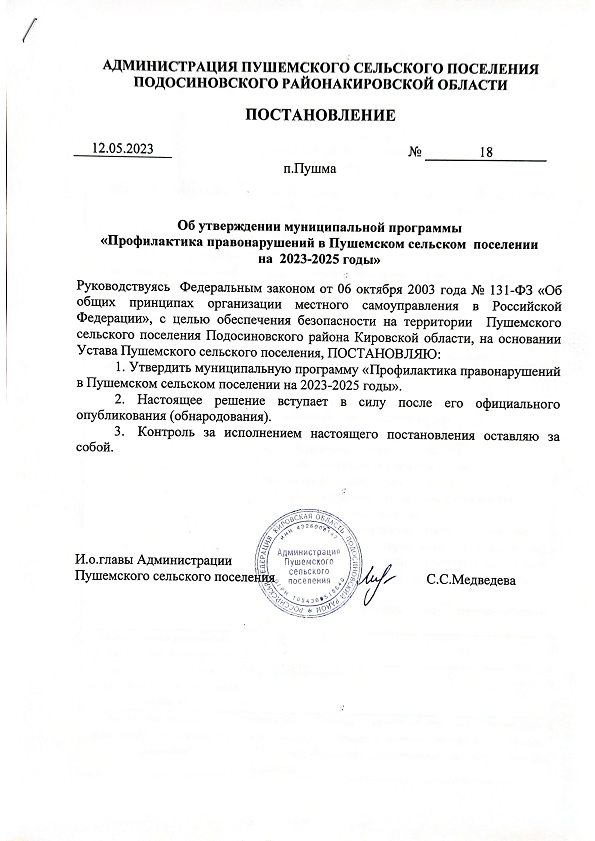 АДМИНИСТРАЦИЯ ПУШЕМСКОГО СЕЛЬСКОГО ПОСЕЛЕНИЯ
ПОДОСИНОВСКОГО РАЙОНАКИРОВСКОЙ ОБЛАСТИ
ПОСТАНОВЛЕНИЕ
12.05.2023 № 18
п.Пушма
Об утверждении муниципальной программы
«Профилактика правонарушений в Пушемском сельском поселении
на 2023-2025 годы»
Руководствуясь Федеральным законом от 06 октября 2003 года № 131-ФЗ «Об
общих принципах организации местного самоуправления в Российской
Федерации», с целью обеспечения безопасности на территории Пушемского
сельского поселения Подосиновского района Кировской области, на основании
Устава Пушемского сельского поселения, ПОСТАНОВЛЯЮ:
1. Утвердить муниципальную программу «Профилактика правонарушений
в Пушемском сельском поселении на 2023-2025 годы».
2. Настоящее решение вступает в силу после его официального
опубликования (обнародования).
3. Контроль за исполнением настоящего постановления оставляю за
собой.
И.о.главы Администрации
Пушемского сельского поселения С.С.Медведева
РОССИЙСКАЯ ФЕДЕРАЦИЯ КИРОВСКАЯ ОБЛАСТЬ ПОДОСИНОВСКИЙ РАЙОН
Администрация
Пушемского
сельского
поселения